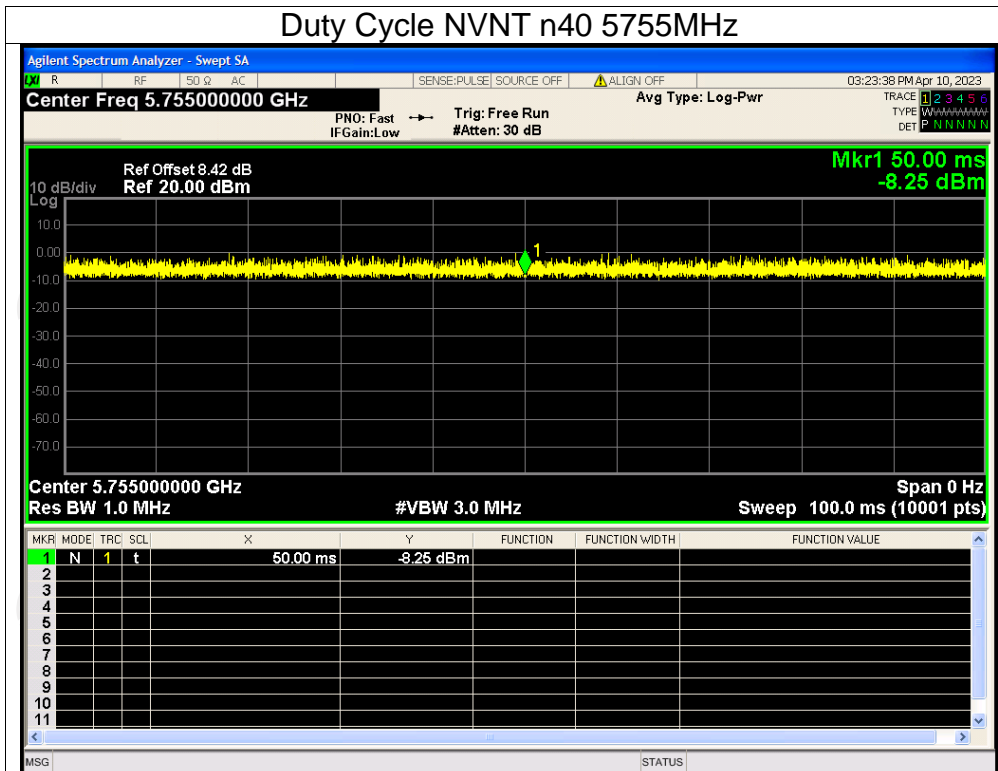 Duty Cycle NVNT n40 5755MHz
Agilent Spectrum Analyzer - Swept SA
LXI R RF 50 Ω AC SENSE:PULSE SOURCE OFF ALIGN OFF 03:23:38 PM Apr 10, 2023
Center Freq 5.755000000 GHz
PNO: Fast
IFGain:Low
Trig: Free Run
#Atten: 30 dB
Avg Type: Log-Pwr
TRACE 1 2 3 4 5 6
TYPE WWWWWW
DET P N N N N N
Mkr1 50.00 ms
-8.25 dBm
Ref Offset 8.42 dB
10 dB/div Ref 20.00 dBm
Log
10.0
0.00
-10.0
-20.0
-30.0
-40.0
-50.0
-60.0
-70.0
1
Center 5.755000000 GHz Span 0 Hz
Res BW 1.0 MHz #VBW 3.0 MHz Sweep 100.0 ms (10001 pts)
MKR MODE TRC SCL X Y FUNCTION FUNCTION WIDTH FUNCTION VALUE
1 N 1 t 50.00 ms -8.25 dBm
2
3
4
5
6
7
8
9
10
11
MSG STATUS